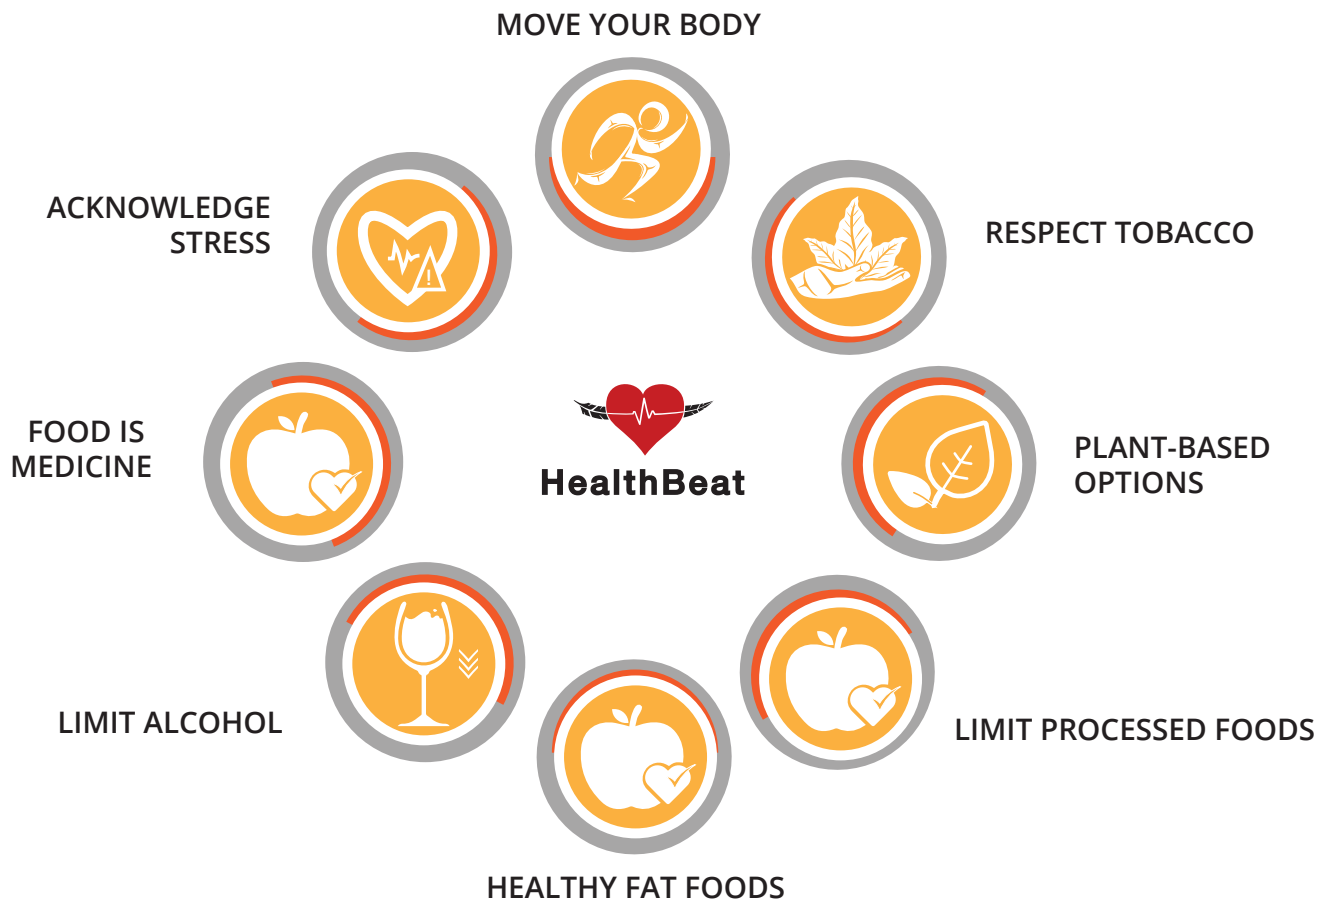 MOVE YOUR BODY
ACKNOWLEDGE
STRESS
RESPECT TOBACCO
FOOD IS
MEDICINE
HealthBeat
PLANT-BASED
OPTIONS
LIMIT ALCOHOL
LIMIT PROCESSED FOODS
HEALTHY FAT FOODS